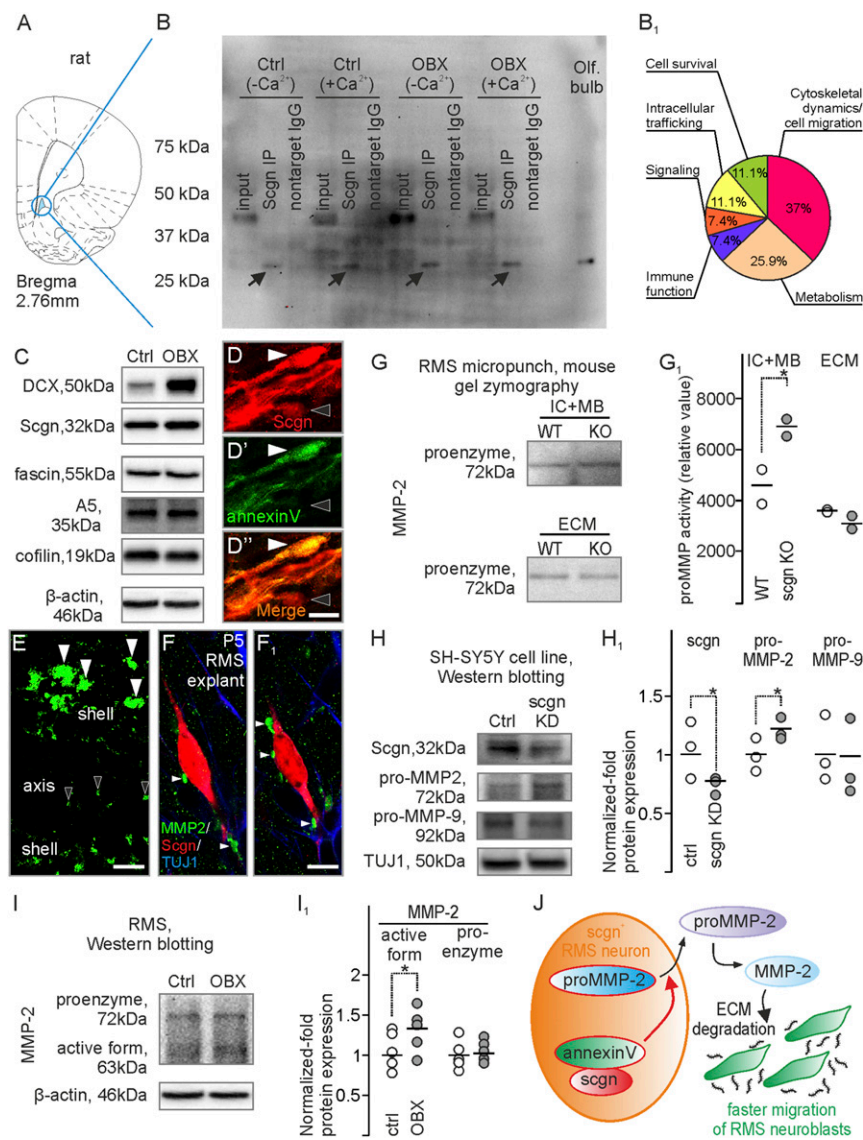 A
rat
Bregma
2.76mm
B
75 kDa
50 kDa
37 kDa
25 kDa
Ctrl
(-Ca²⁺)
Ctrl
(+Ca²⁺)
OBX
(-Ca²⁺)
OBX
(+Ca²⁺)
Olf.
bulb
input
Scgn IP
nontarget IgG
input
Scgn IP
nontarget IgG
input
Scgn IP
nontarget IgG
input
Scgn IP
nontarget IgG
B₁
Cell survival
Intracellular
trafficking
Signaling
Immune
function
Cytoskeletal
dynamics/
cell migration
Metabolism
11.1%
11.1%
7.4%
7.4%
25.9%
37%
C
Ctrl OBX
DCX,50kDa
Scgn,32kDa
fascin,55kDa
A5,
35kDa
cofilin,19kDa
β-actin,
46kDa
D
Scgn
D'
annexinV
D''
Merge
E
shell
axis
shell
F
P5
RMS
explant
MMP2/
Scgn/
TUJ1
F₁
G
RMS micropunch, mouse
gel zymography
MMP-2
IC+MB
WT KO
proenzyme,
72kDa
ECM
WT KO
proenzyme,
72kDa
G₁
IC+MB ECM
*
proMMP activity (relative value)
8000
6000
4000
2000
WT
scgn KO
H
SH-SY5Y cell line,
Western blotting
Ctrl
scgn
KD
Scgn,32kDa
pro-MMP2,
72kDa
pro-MMP-9,
92kDa
TUJ1, 50kDa
H₁
scgn
pro-
MMP-2
pro-
MMP-9
*
*
Normalized-fold
protein expression
1.5
1
0.5
ctrl
scgn KD
I
RMS,
Western blotting
Ctrl OBX
MMP-2
proenzyme,
72kDa
active form,
63kDa
β-actin, 46kDa
I₁
MMP-2
active
form
pro-
enzyme
*
Normalized-fold
protein expression
2
1.5
1
0.5
ctrl
OBX
J
scgn⁺
RMS neuron
proMMP-2
annexinV
scgn
proMMP-2
MMP-2
ECM
degradation
faster migration
of RMS neuroblasts